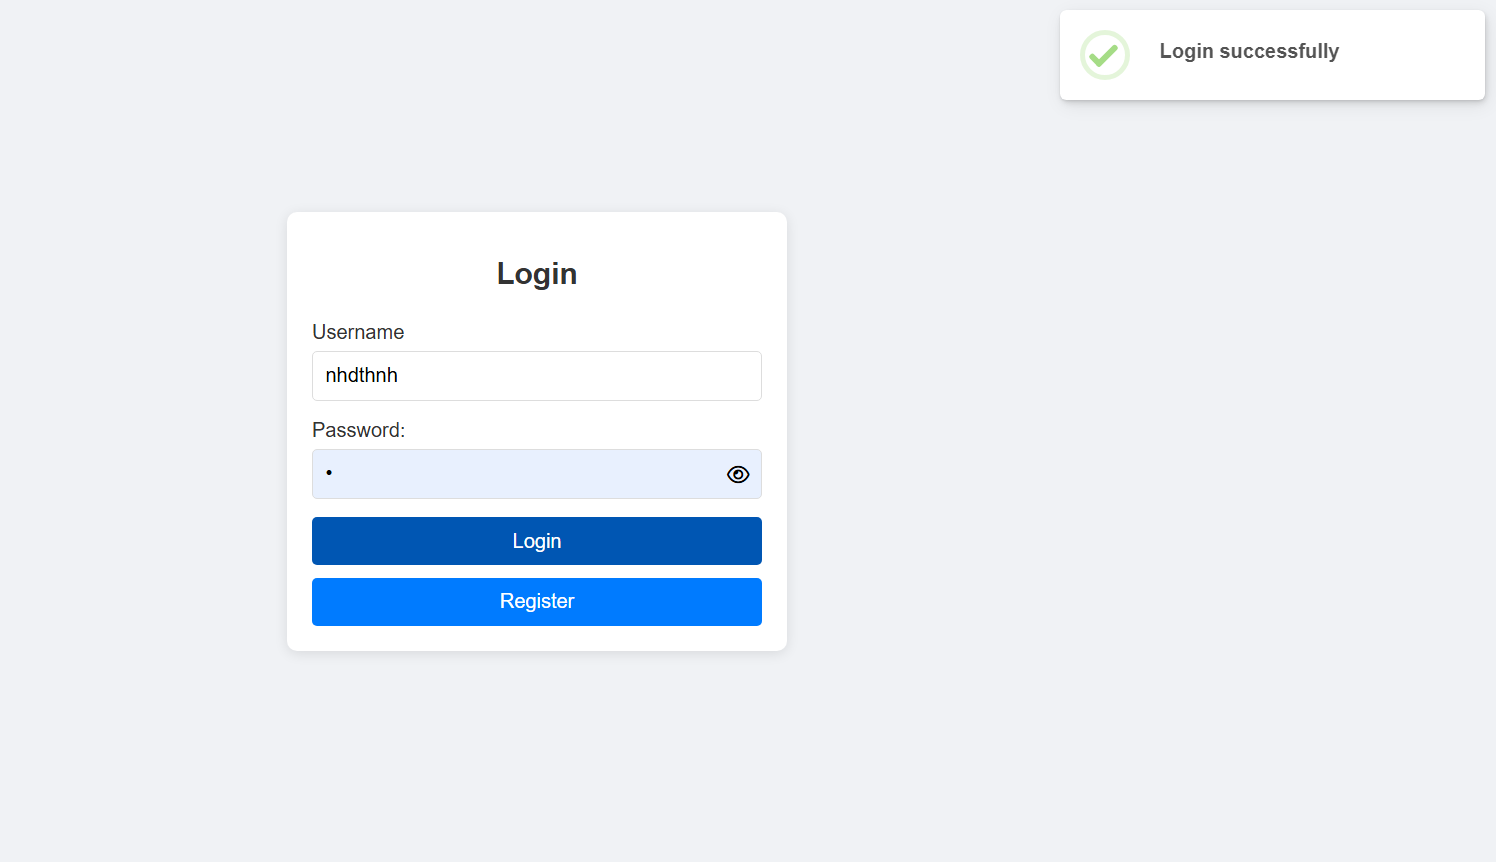 Login successfully
Login
Username
nhdthnh
Password:
•
Login
Register